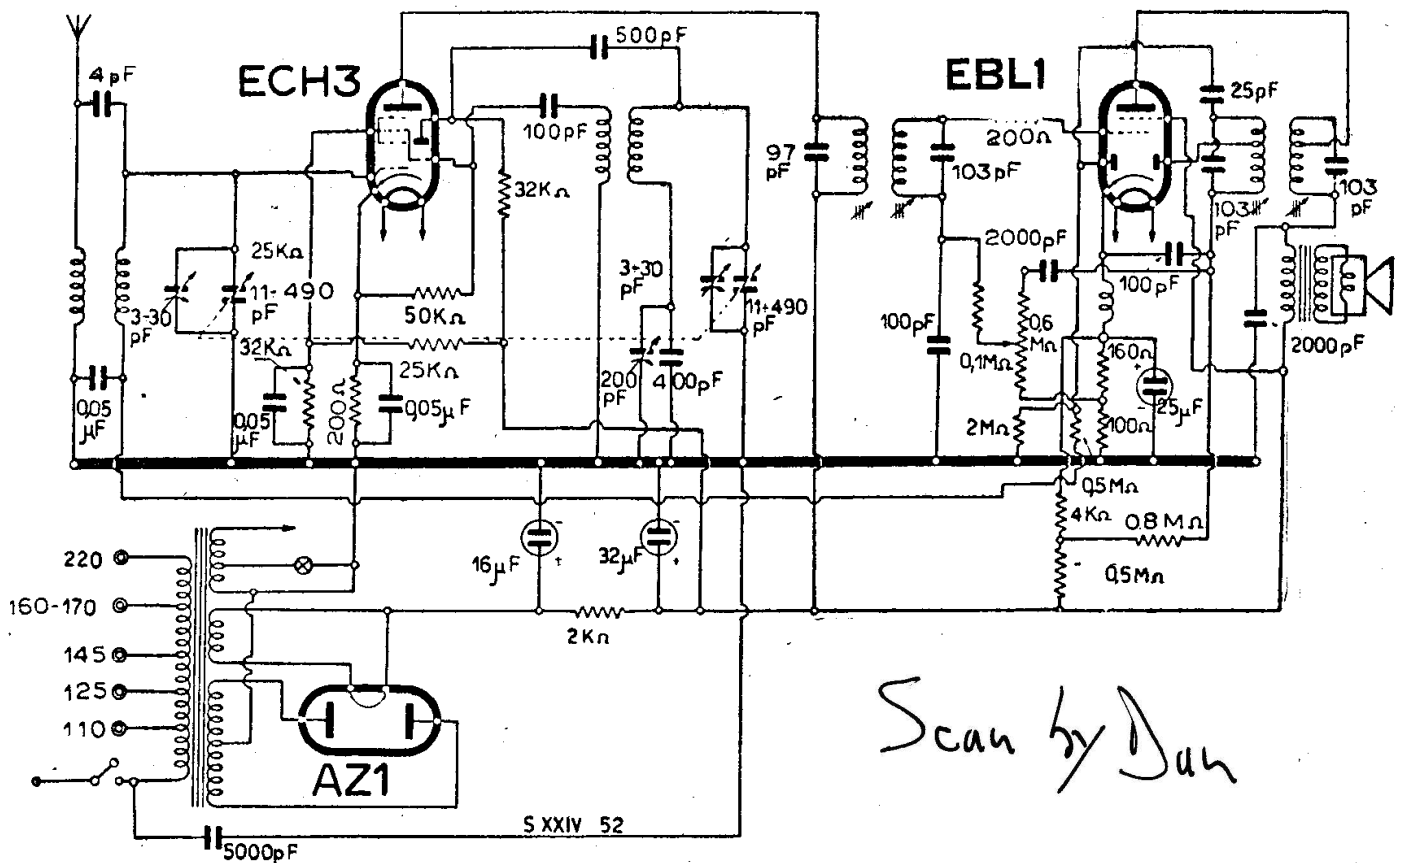 4pF
ECH3
500pF
EBL1
25pF
100pF
200Ω
97
pF
103pF
103
pF
103
pF
32KΩ
25KΩ
3-30
pF
11-490
pF
50KΩ
3-30
pF
11+490
pF
2000pF
100pF
100pF
0,1MΩ
0,6
MΩ
160Ω
+
25µF
2000pF
32KΩ
25KΩ
0,05
µF
0,05
µF
200Ω
0,05µF
200
pF
400pF
2MΩ
100Ω
0,5MΩ
4KΩ
0.8MΩ
0,5MΩ
16µF
-
+
32µF
-
+
2KΩ
220
160-170
145
125
110
AZ1
5000pF
S XXIV 52
Scan by Dan